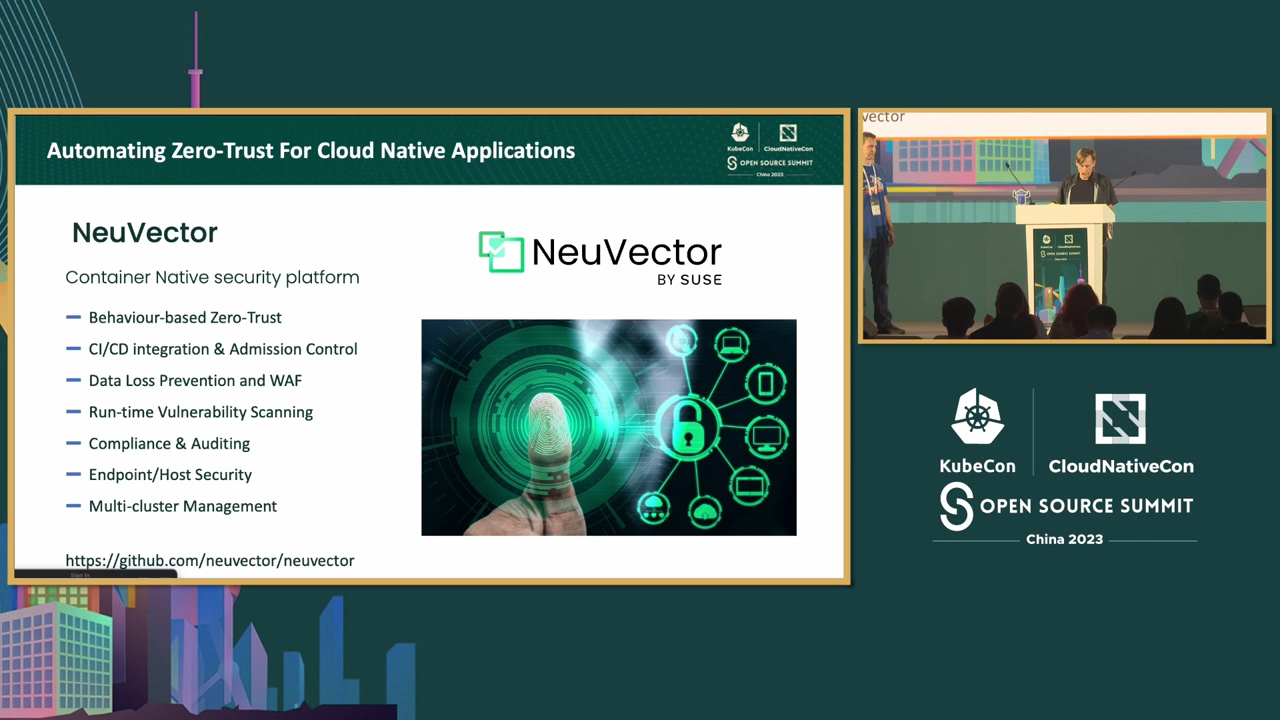 Automating Zero-Trust For Cloud Native Applications
KubeCon
CloudNativeCon
OPEN SOURCE SUMMIT
China 2023
NeuVector
Container Native security platform
Behaviour-based Zero-Trust
CI/CD integration & Admission Control
Data Loss Prevention and WAF
Run-time Vulnerability Scanning
Compliance & Auditing
Endpoint/Host Security
Multi-cluster Management
https://github.com/neuvector/neuvector
Sign In
NeuVector
BY SUSE
vector
KubeCon
CloudNativeCon
OPEN SOURCE SUMMIT
China 2023